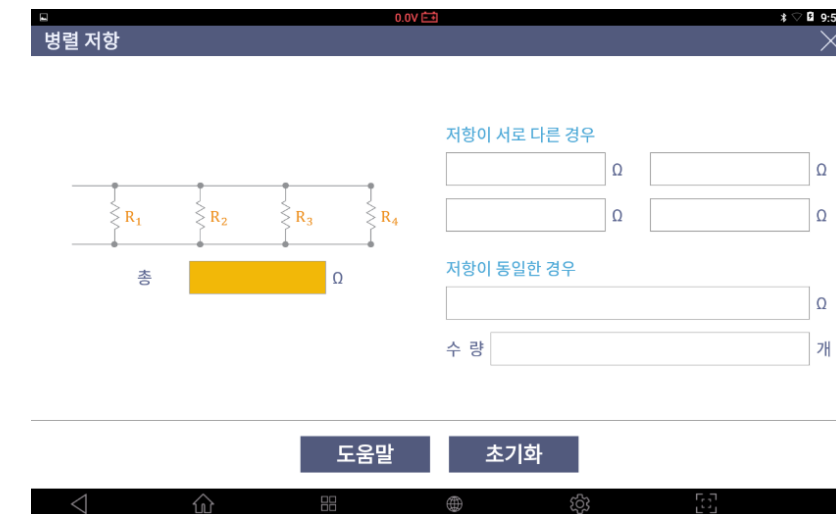 0.0V
9:5
병렬 저항
저항이 서로 다른 경우
Ω Ω
R1 R2 R3 R4
Ω Ω
총 Ω
저항이 동일한 경우
Ω
수 량 개
도움말 초기화